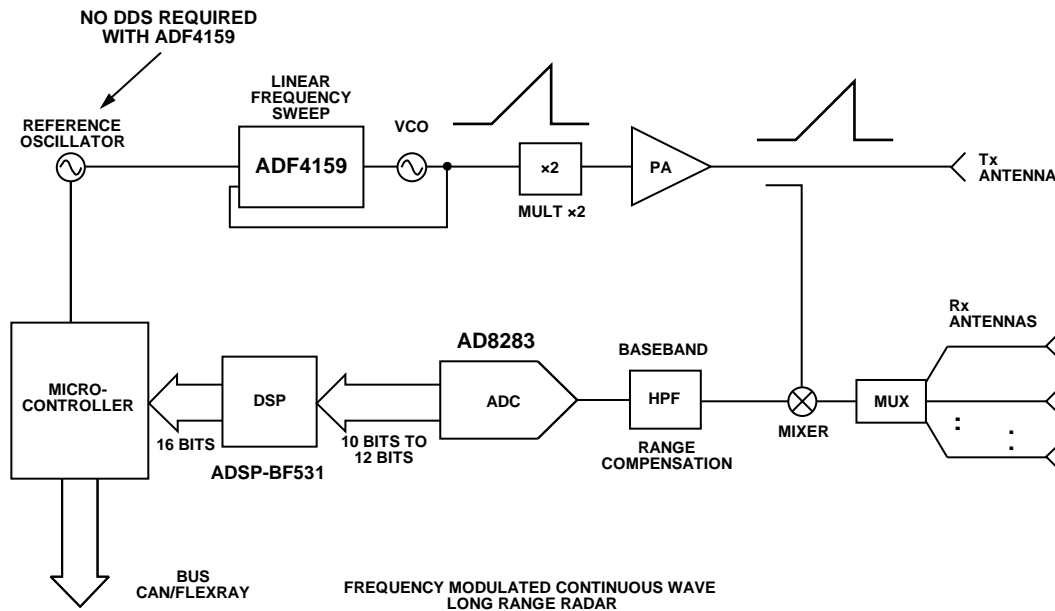 NO DDS REQUIRED
WITH ADF4159
LINEAR
FREQUENCY
SWEEP
REFERENCE
OSCILLATOR
VCO
ADF4159
×2
MULT ×2
PA
Tx
ANTENNA
Rx
ANTENNAS
AD8283
BASEBAND
MICRO-
CONTROLLER
DSP
ADC
HPF
MUX
MIXER
16 BITS
10 BITS TO
12 BITS
RANGE
COMPENSATION
ADSP-BF531
BUS
CAN/FLEXRAY
FREQUENCY MODULATED CONTINUOUS WAVE
LONG RANGE RADAR